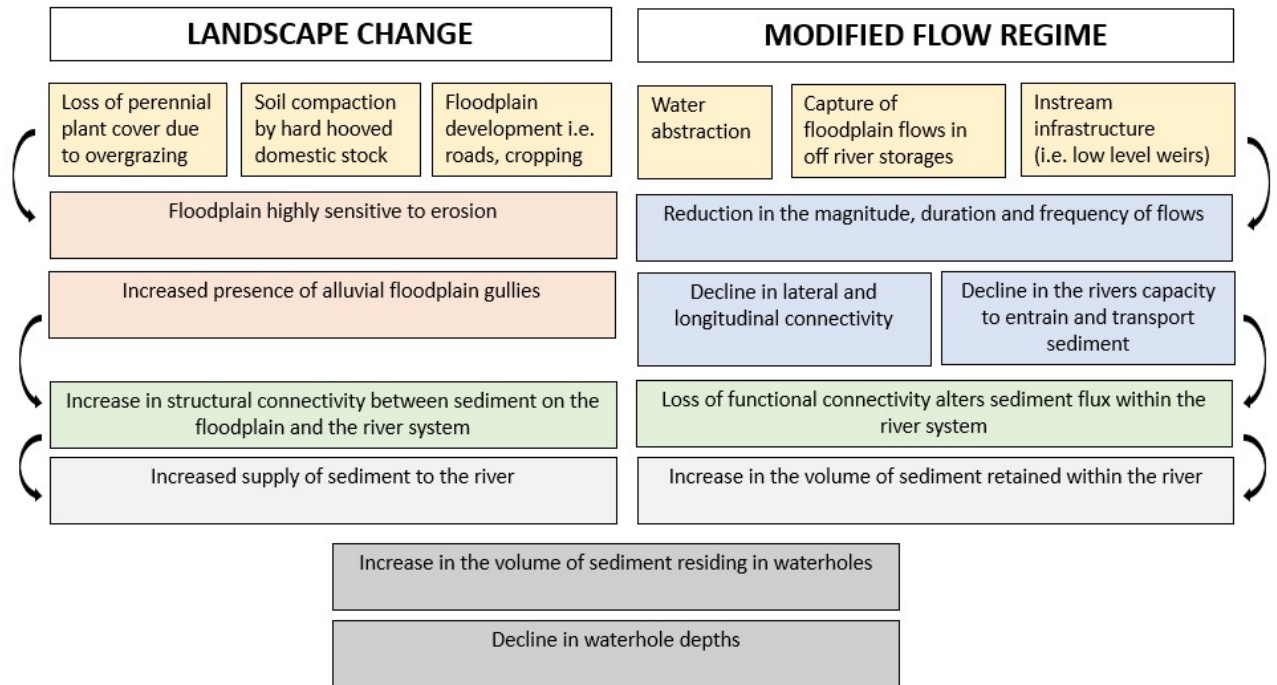 LANDSCAPE CHANGE
MODIFIED FLOW REGIME
Loss of perennial
plant cover due
to overgrazing
Soil compaction
by hard hooved
domestic stock
Floodplain
development i.e.
roads, cropping
Water
abstraction
Capture of
floodplain flows in
off river storages
Instream
infrastructure
(i.e. low level weirs)
Floodplain highly sensitive to erosion
Reduction in the magnitude, duration and frequency of flows
Increased presence of alluvial floodplain gullies
Decline in lateral and
longitudinal connectivity
Decline in the rivers capacity
to entrain and transport
sediment
Increase in structural connectivity between sediment on the
floodplain and the river system
Loss of functional connectivity alters sediment flux within the
river system
Increased supply of sediment to the river
Increase in the volume of sediment retained within the river
Increase in the volume of sediment residing in waterholes
Decline in waterhole depths